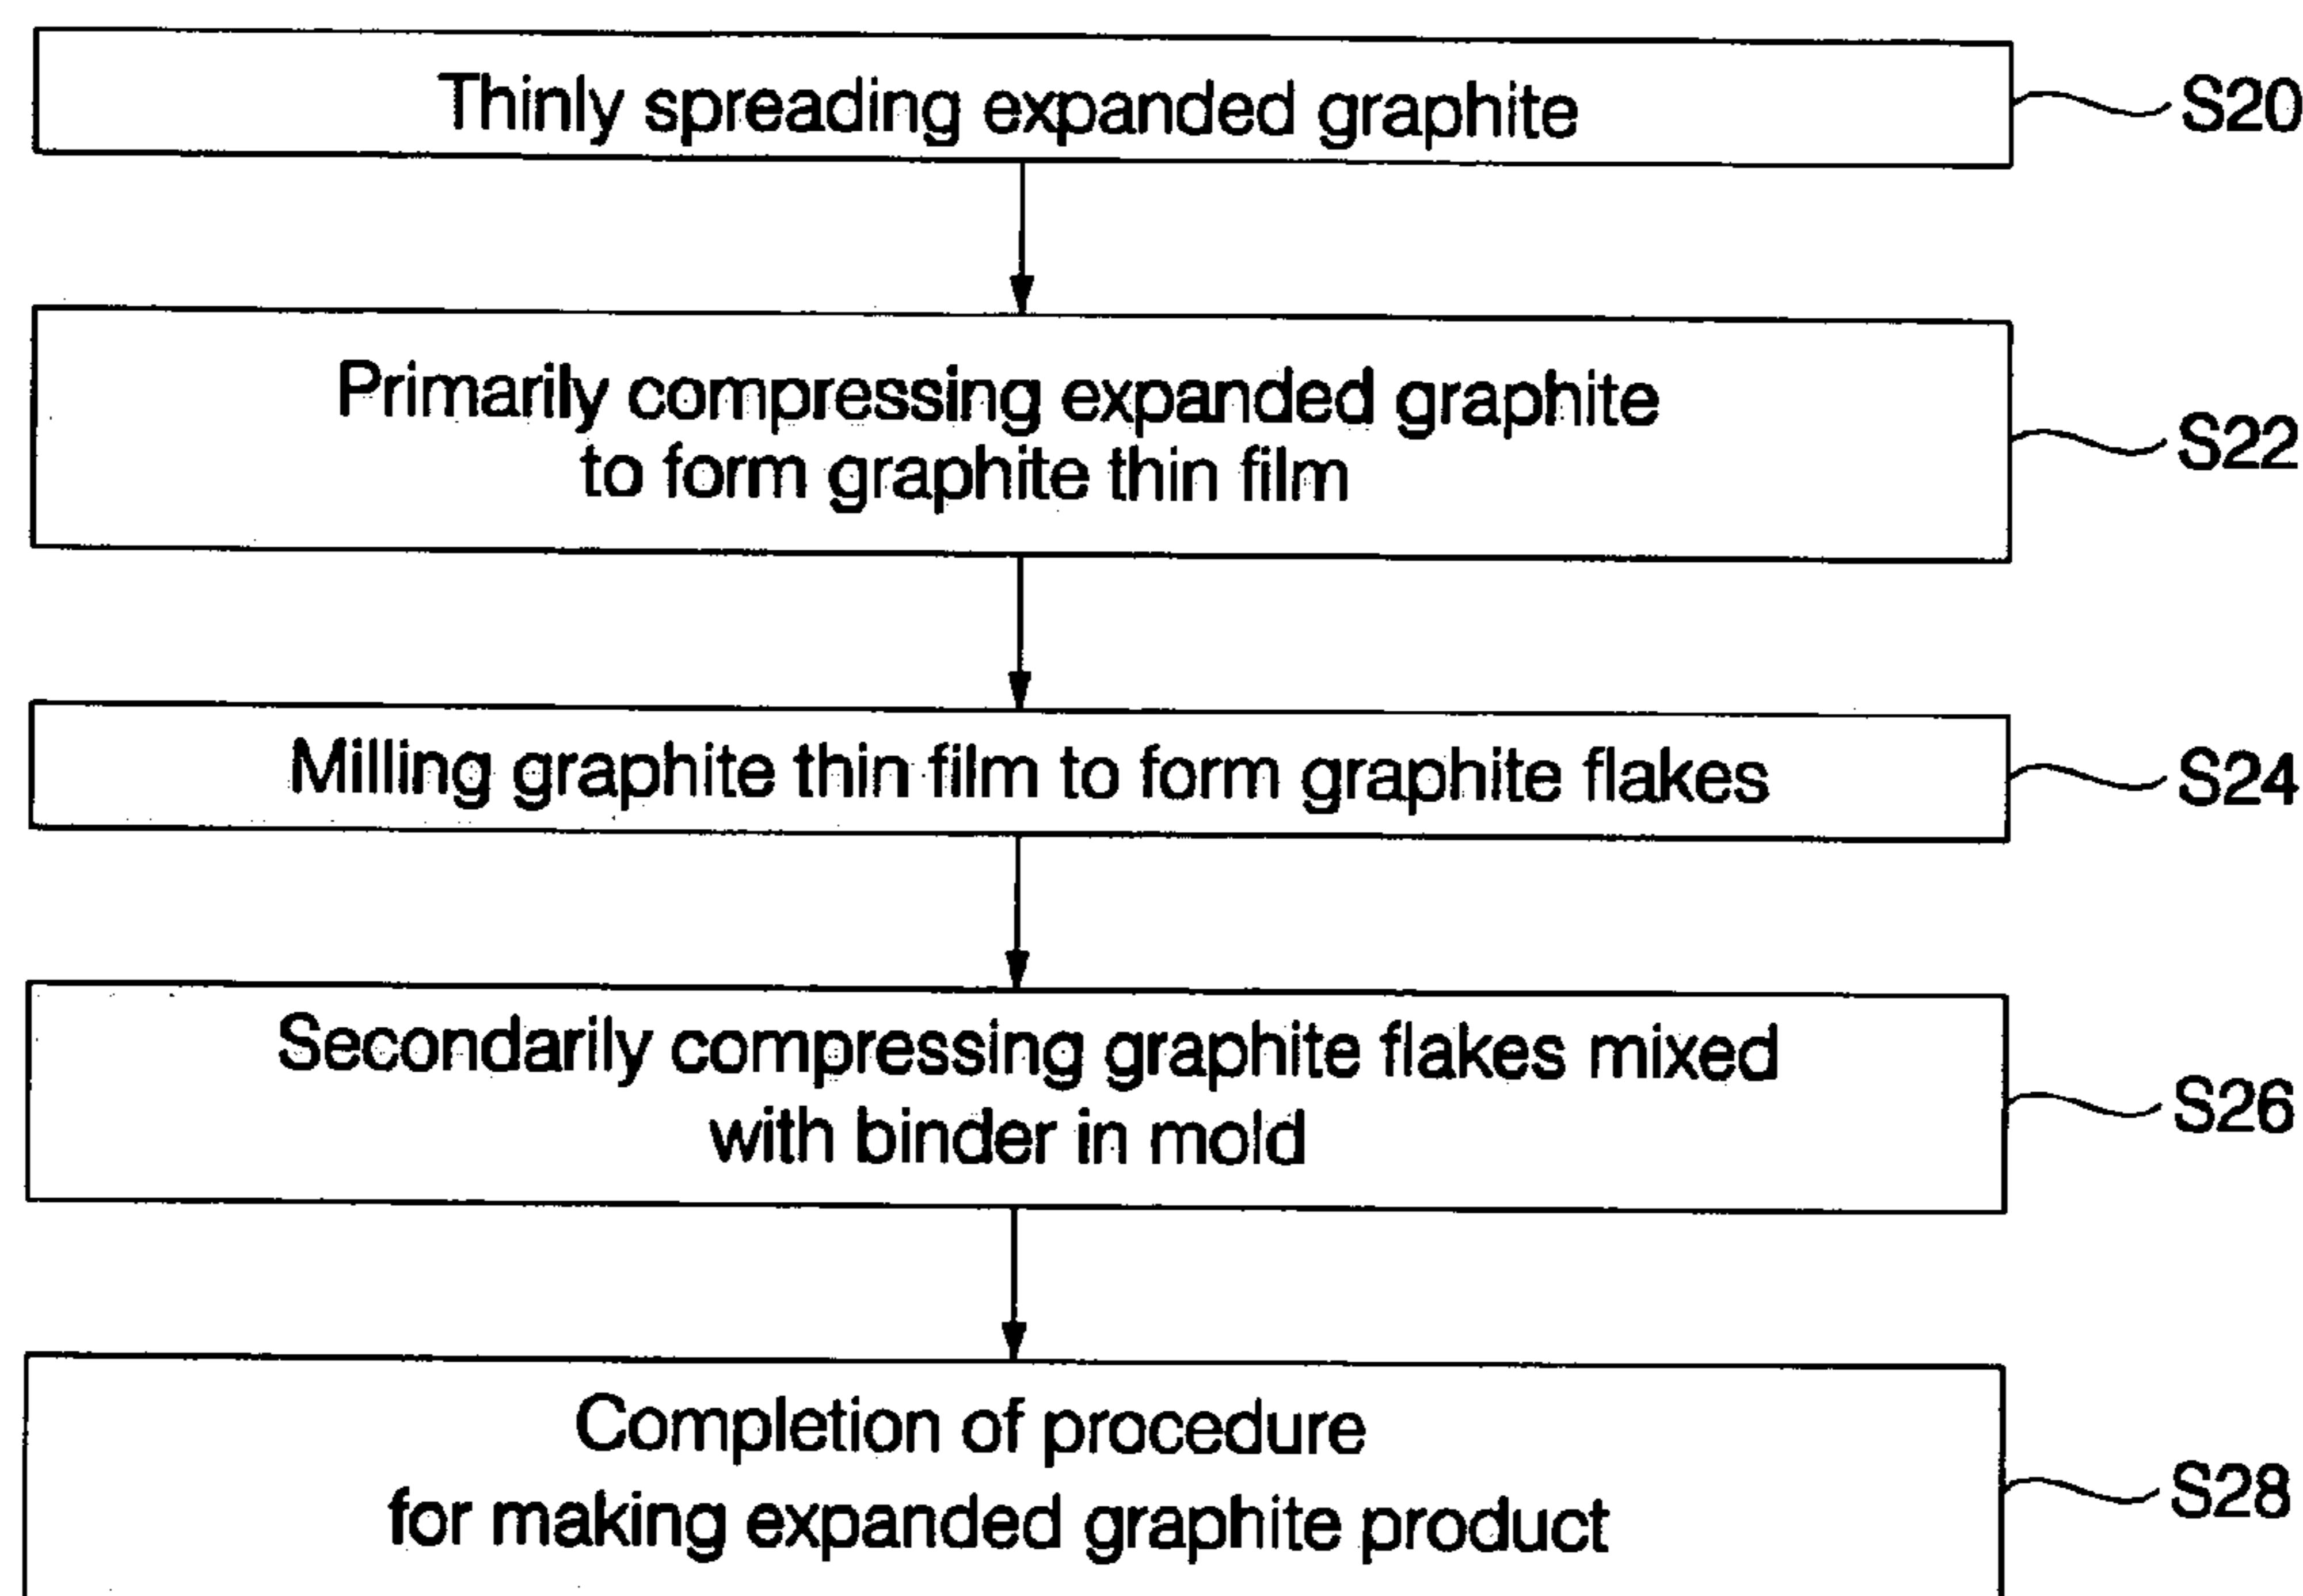 Thinly spreading expanded graphite
S20
Primarily compressing expanded graphite
to form graphite thin film
S22
Milling graphite thin film to form graphite flakes
S24
Secondarily compressing graphite flakes mixed
with binder in mold
S26
Completion of procedure
for making expanded graphite product
S28